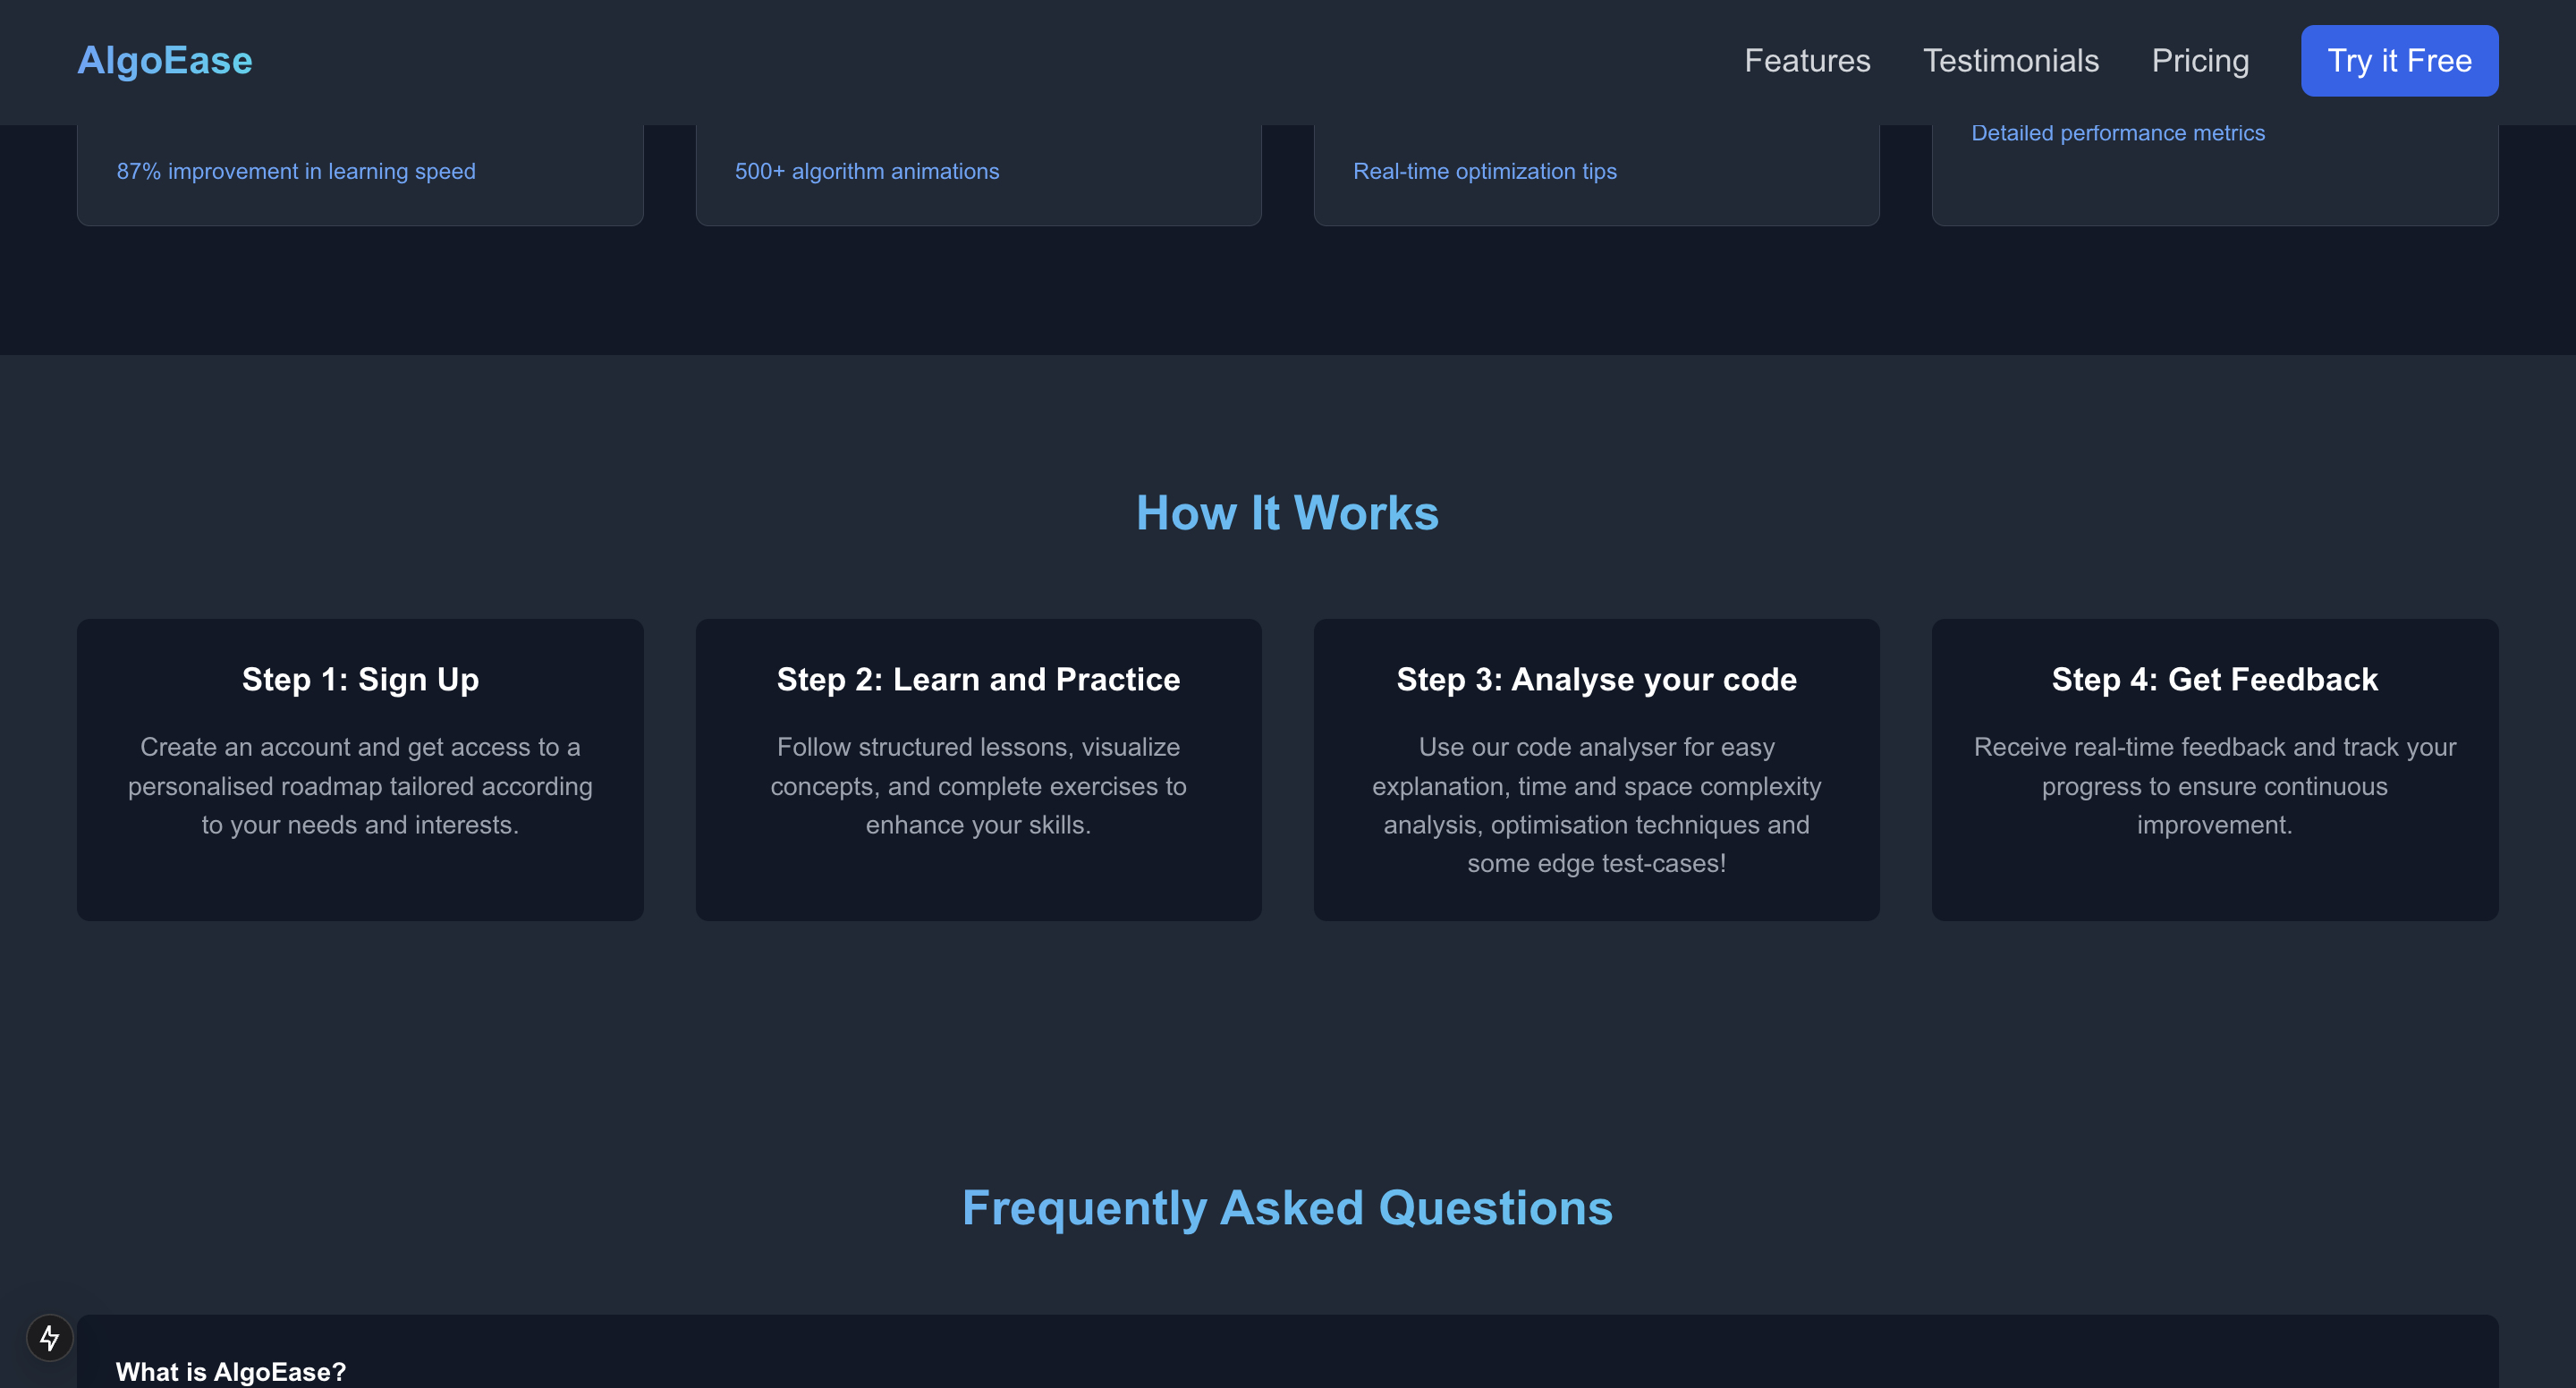 AlgoEase
Features
Testimonials
Pricing
Try it Free
87% improvement in learning speed
500+ algorithm animations
Real-time optimization tips
Detailed performance metrics
How It Works
Step 1: Sign Up
Create an account and get access to a
personalised roadmap tailored according
to your needs and interests.
Step 2: Learn and Practice
Follow structured lessons, visualize
concepts, and complete exercises to
enhance your skills.
Step 3: Analyse your code
Use our code analyser for easy
explanation, time and space complexity
analysis, optimisation techniques and
some edge test-cases!
Step 4: Get Feedback
Receive real-time feedback and track your
progress to ensure continuous
improvement.
Frequently Asked Questions
What is AlgoEase?